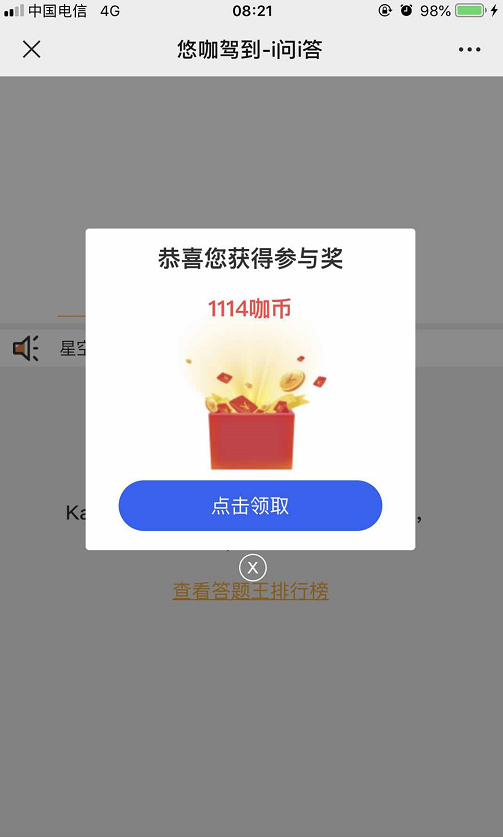 中国电信 4G 08:21 98%
悠咖驾到-i问i答
恭喜您获得参与奖
1114咖币
星空
点击领取
Ka ,
X
查看答题王排行榜